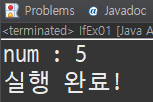 Problems @ Javadoc
<terminated> IfEx01 [Java A
num : 5
실행 완료!